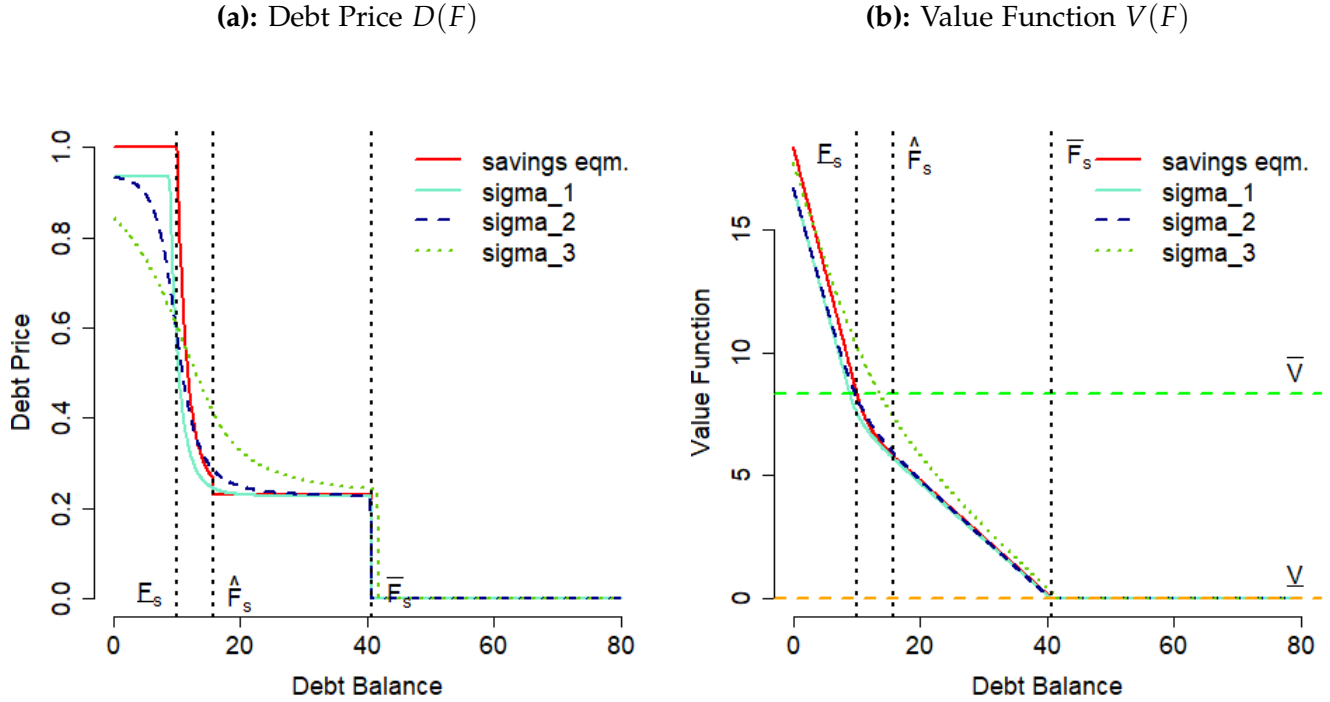 (a): Debt Price D(F)
Debt Price
0.0 0.2 0.4 0.6 0.8 1.0
savings eqm.
sigma_1
sigma_2
sigma_3
F̲s
F̂s
F̅s
0 20 40 60 80
Debt Balance
(b): Value Function V(F)
Value Function
0 5 10 15
F̲s
F̂s
F̅s
savings eqm.
sigma_1
sigma_2
sigma_3
V̅
V̲
0 20 40 60 80
Debt Balance